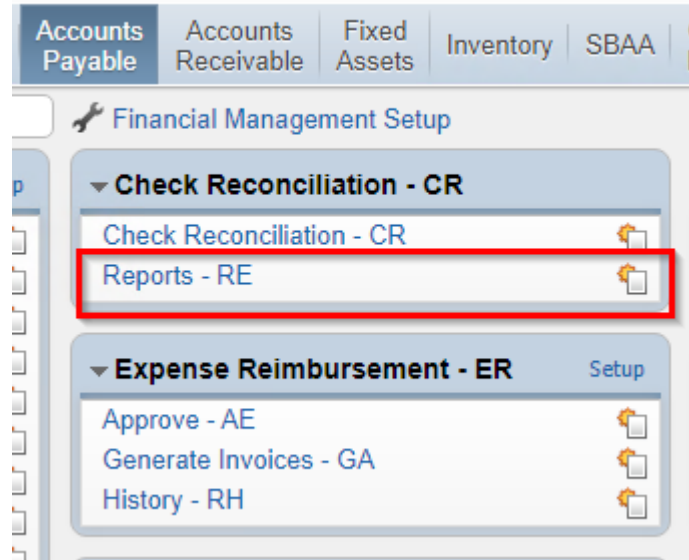 Accounts Payable
Accounts Receivable
Fixed Assets
Inventory
SBAA
Financial Management Setup
p
Check Reconciliation - CR
Check Reconciliation - CR
Reports - RE
Expense Reimbursement - ER
Setup
Approve - AE
Generate Invoices - GA
History - RH